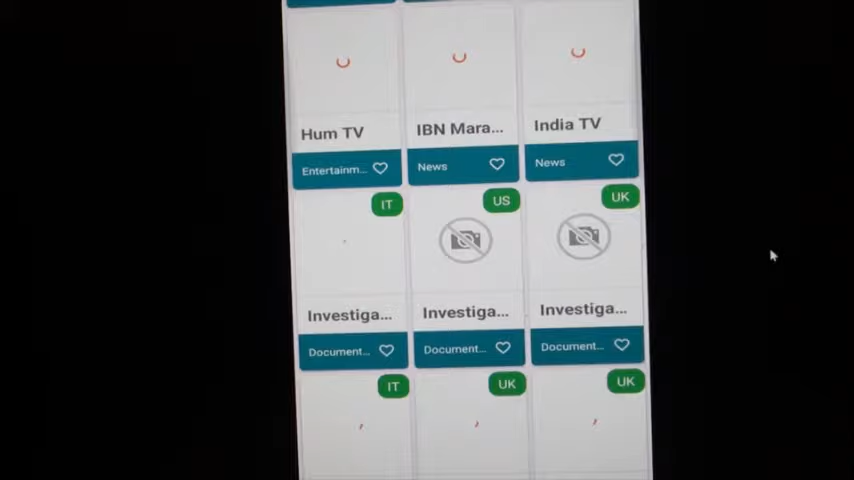 Hum TV
IBN Mara...
India TV
Entertainm...
News
News
IT
US
UK
Investiga...
Investiga...
Investiga...
Document...
Document...
Document...
IT
UK
UK